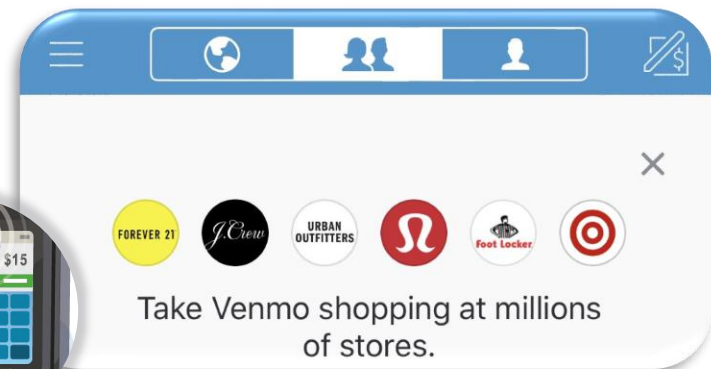 FOREVER 21
J.Crew
URBAN
OUTFITTERS
Foot Locker
$15
Take Venmo shopping at millions
of stores.